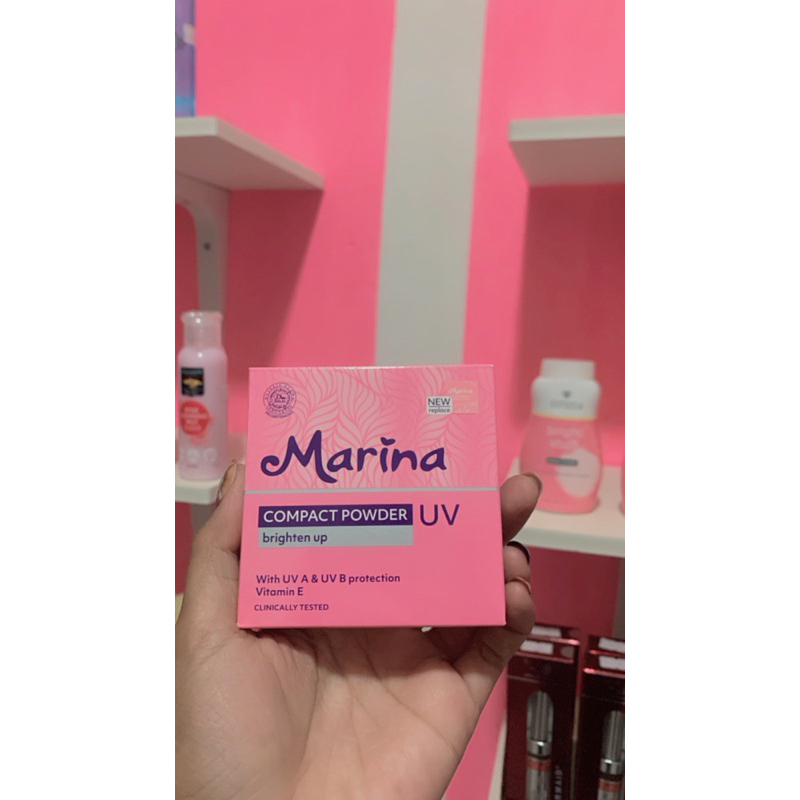 NEW
replace
Marina
COMPACT POWDER UV
brighten up
With UV A & UV B protection
Vitamin E
CLINICALLY TESTED